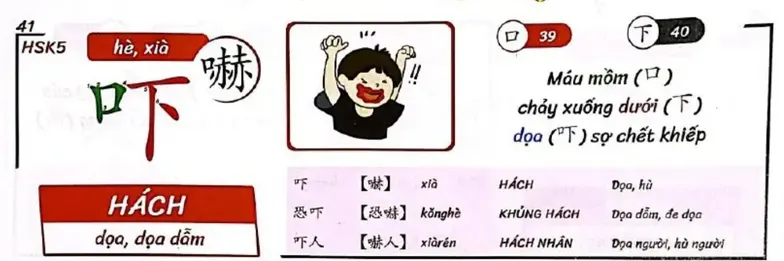 41
HSK5
hè, xià
吓
嚇
HÁCH
dọa, dọa dẫm
!!
口 39
下 40
Máu mồm (口)
chảy xuống dưới (下)
dọa (吓) sợ chết khiếp
吓 【嚇】 xià HÁCH Dọa, hù
恐吓 【恐嚇】 kǒnghè KHỦNG HÁCH Dọa dẫm, đe dọa
吓人 【嚇人】 xiàrén HÁCH NHÂN Dọa người, hù người